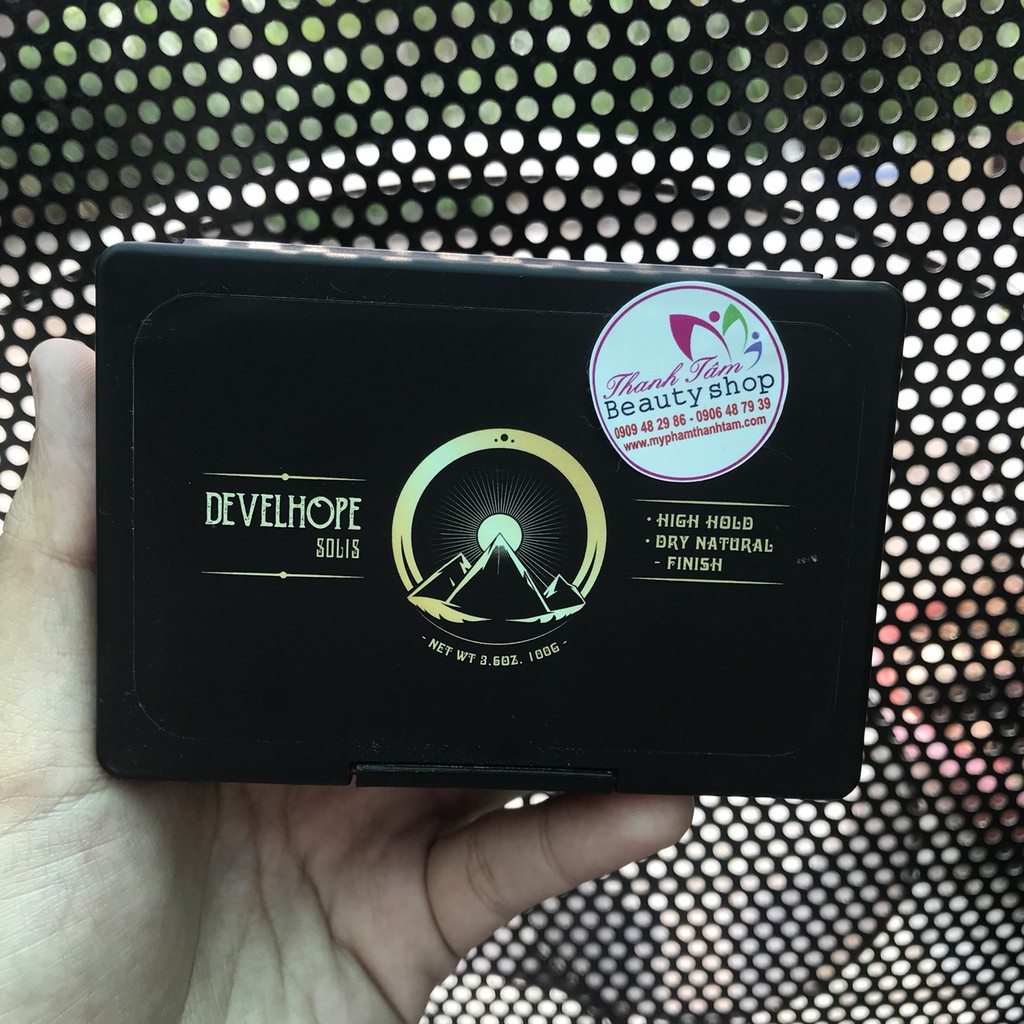 Thanh Tâm
Beauty shop
0909 48 29 86 - 0906 48 79 39
www.myphamthanhtam.com
DEVELHOPE
SOLIS
• HIGH HOLD
• DRY NATURAL
- FINISH
- NET WT 3.6OZ. 100G -